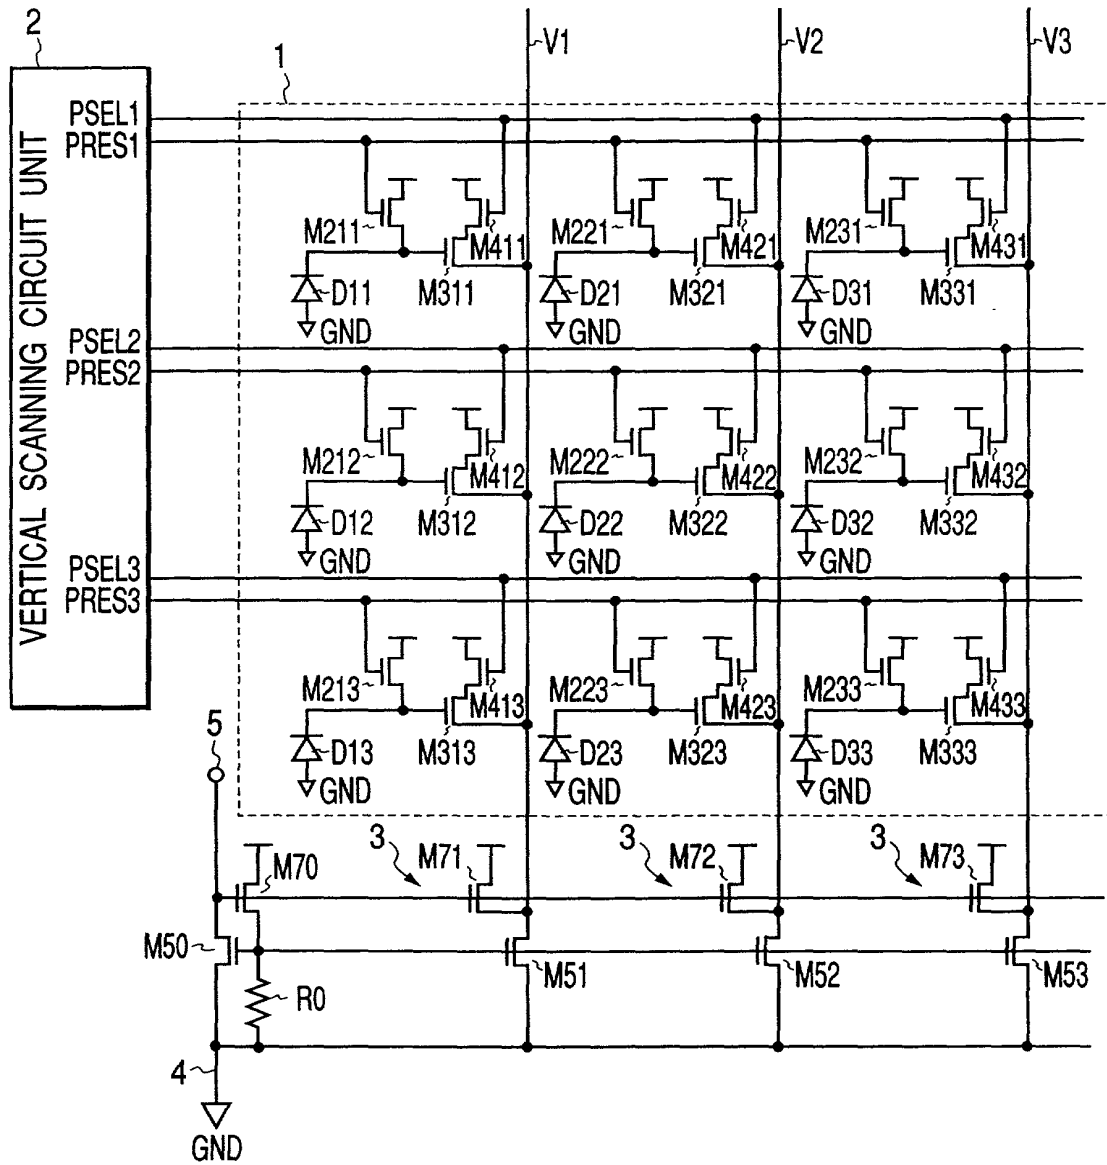 2
VERTICAL SCANNING CIRCUIT UNIT
1
V1
V2
V3
PSEL1
PRES1
M211
M411
M221
M421
M231
M431
D11
M311
D21
M321
D31
M331
GND
GND
GND
PSEL2
PRES2
M212
M412
M222
M422
M232
M432
D12
M312
D22
M322
D32
M332
GND
GND
GND
PSEL3
PRES3
M213
M413
M223
M423
M233
M433
5
D13
M313
D23
M323
D33
M333
GND
GND
GND
3
M71
3
M72
3
M73
M70
M50
M51
M52
M53
R0
4
GND